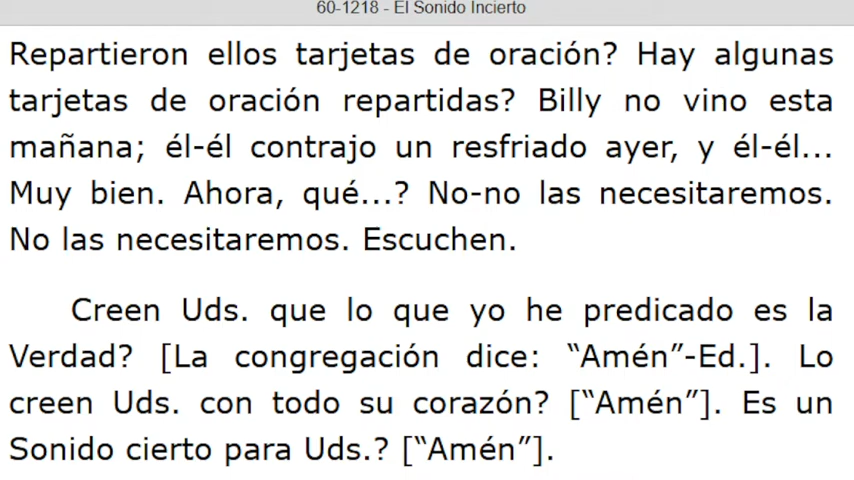 60-1218 - El Sonido Incierto
Repartieron ellos tarjetas de oración? Hay algunas
tarjetas de oración repartidas? Billy no vino esta
mañana; él-él contrajo un resfriado ayer, y él-él...
Muy bien. Ahora, qué...? No-no las necesitaremos.
No las necesitaremos. Escuchen.
Creen Uds. que lo que yo he predicado es la
Verdad? [La congregación dice: “Amén”-Ed.]. Lo
creen Uds. con todo su corazón? [“Amén”]. Es un
Sonido cierto para Uds.? [“Amén”].